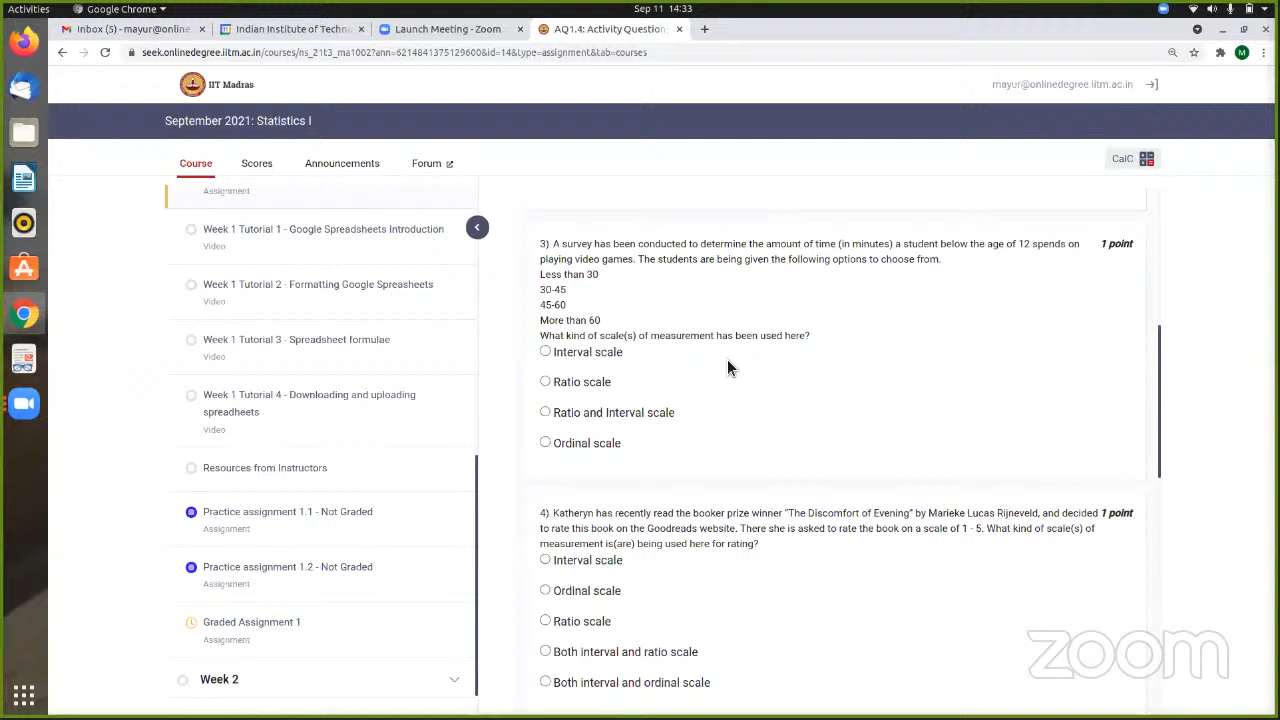 Activities
Google Chrome
Sep 11 14:33
Inbox (5) - mayur@online.
Indian Institute of Techna
Launch Meeting - Zoom
AQ1.4: Activity Question
seek.onlinedegree.iitm.ac.in/courses/ns_21t3_ma1002?ann=6214841375129600&id=14&type=assignment&tab=courses
M
IIT Madras
mayur@onlinedegree.iitm.ac.in
September 2021: Statistics I
Course
Scores
Announcements
Forum
CalC
Assignment
Week 1 Tutorial 1 - Google Spreadsheets Introduction
Video
Week 1 Tutorial 2 - Formatting Google Spreasheets
Video
Week 1 Tutorial 3 - Spreadsheet formulae
Video
Week 1 Tutorial 4 - Downloading and uploading
spreadheets
Video
Resources from Instructors
Practice assignment 1.1 - Not Graded
Assignment
Practice assignment 1.2 - Not Graded
Assignment
Graded Assignment 1
Assignment
Week 2
3) A survey has been conducted to determine the amount of time (in minutes) a student below the age of 12 spends on 1 point
playing video games. The students are being given the following options to choose from.
Less than 30
30-45
45-60
More than 60
What kind of scale(s) of measurement has been used here?
Interval scale
Ratio scale
Ratio and Interval scale
Ordinal scale
4) Katheryn has recently read the booker prize winner "The Discomfort of Evening" by Marieke Lucas Rijneveld, and decided 1 point
to rate this book on the Goodreads website. There she is asked to rate the book on a scale of 1 - 5. What kind of scale(s) of
measurement is(are) being used here for rating?
Interval scale
Ordinal scale
Ratio scale
Both interval and ratio scale
Both interval and ordinal scale
zoom